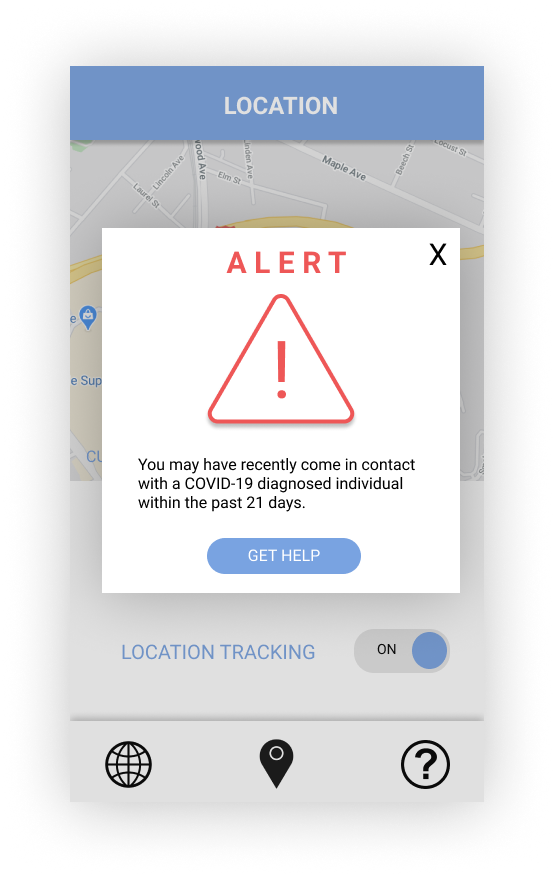 LOCATION
wood Ave
Linden Ave
Locust St
Lincoln Ave
Maple Ave
Beech St
Elm St
Laurel St
X
ALERT
!
e
e Sup
CU
You may have recently come in contact
with a COVID-19 diagnosed individual
within the past 21 days.
GET HELP
LOCATION TRACKING
ON
?